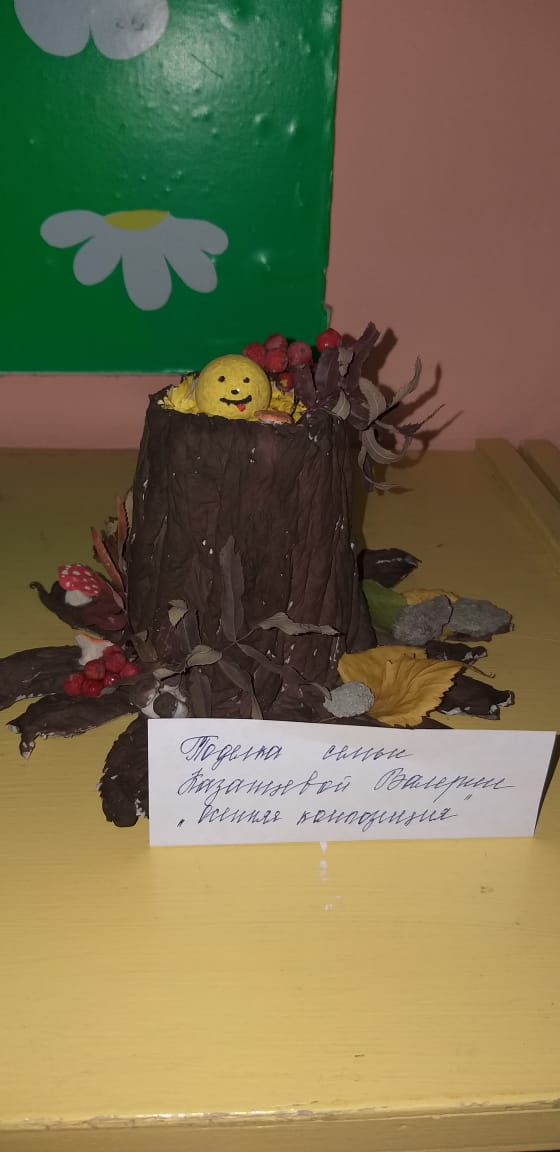 Поделка семьи
Казанцевой Валерии
„Осенняя композиция"